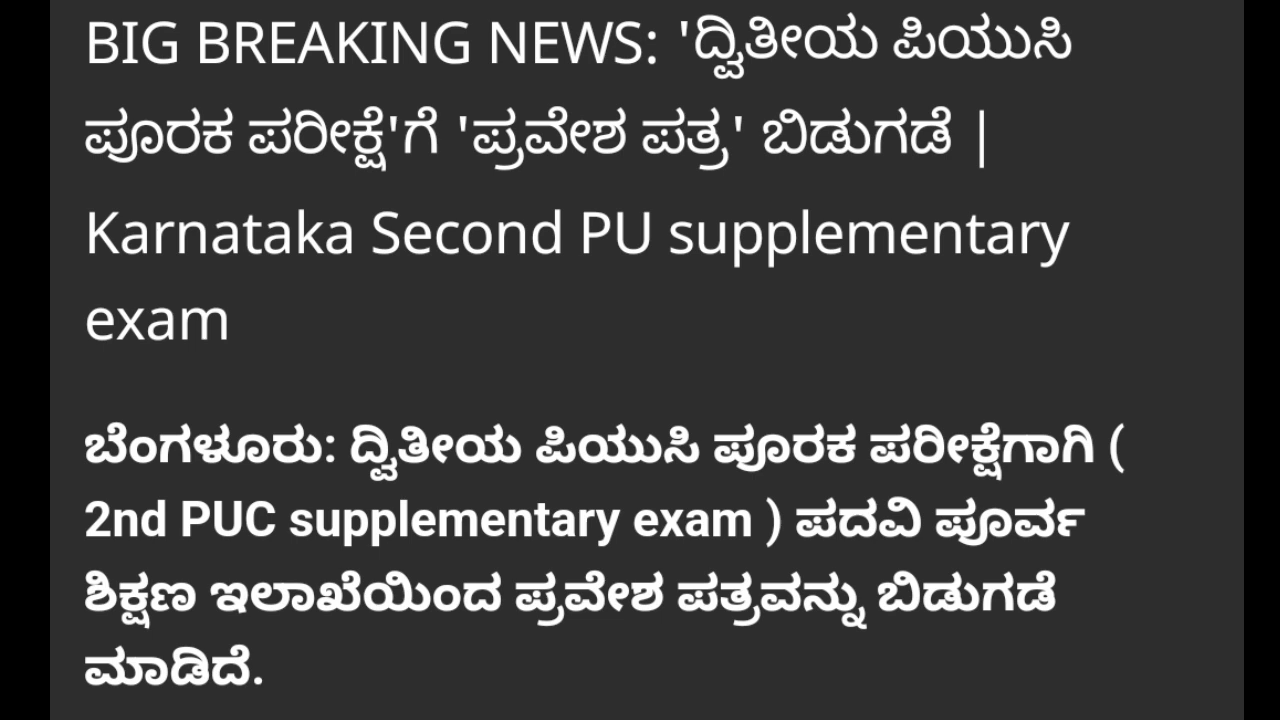 BIG BREAKING NEWS: 'ದ್ವಿತೀಯ ಪಿಯುಸಿ
ಪೂರಕ ಪರೀಕ್ಷೆ'ಗೆ 'ಪ್ರವೇಶ ಪತ್ರ' ಬಿಡುಗಡೆ |
Karnataka Second PU supplementary
exam
ಬೆಂಗಳೂರು: ದ್ವಿತೀಯ ಪಿಯುಸಿ ಪೂರಕ ಪರೀಕ್ಷೆಗಾಗಿ (
2nd PUC supplementary exam ) ಪದವಿ ಪೂರ್ವ
ಶಿಕ್ಷಣ ಇಲಾಖೆಯಿಂದ ಪ್ರವೇಶ ಪತ್ರವನ್ನು ಬಿಡುಗಡೆ
ಮಾಡಿದೆ.